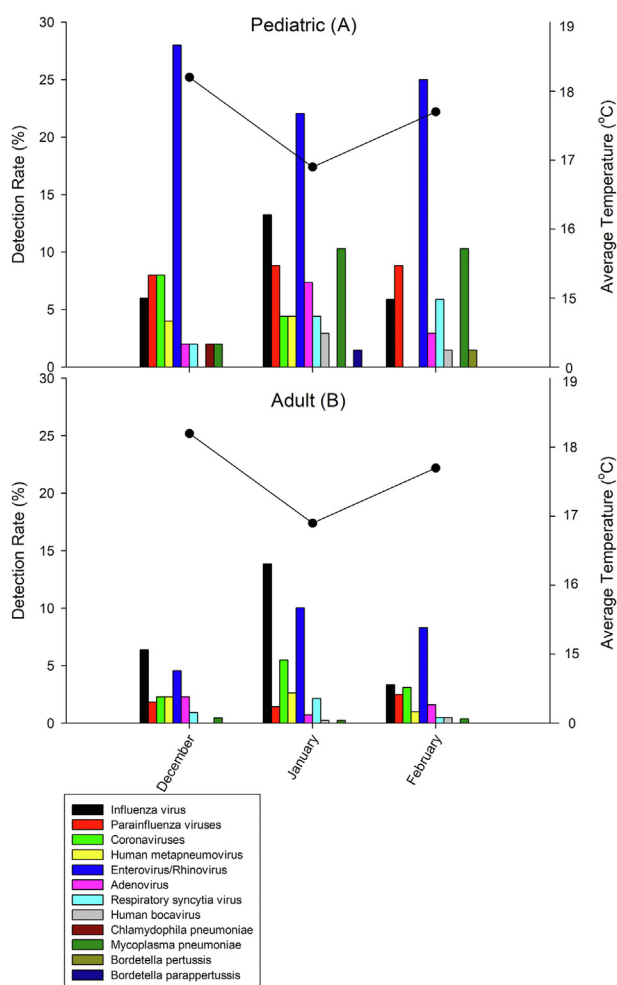 Pediatric (A)
30
25
20
15
10
5
0
Detection Rate (%)
19
18
17
16
15
0
Average Temperature (°C)
Adult (B)
30
25
20
15
10
5
0
Detection Rate (%)
19
18
17
16
15
0
Average Temperature (°C)
December
January
February
Influenza virus
Parainfluenza viruses
Coronaviruses
Human metapneumovirus
Enterovirus/Rhinovirus
Adenovirus
Respiratory syncytia virus
Human bocavirus
Chlamydophila pneumoniae
Mycoplasma pneumoniae
Bordetella pertussis
Bordetella parappertussis